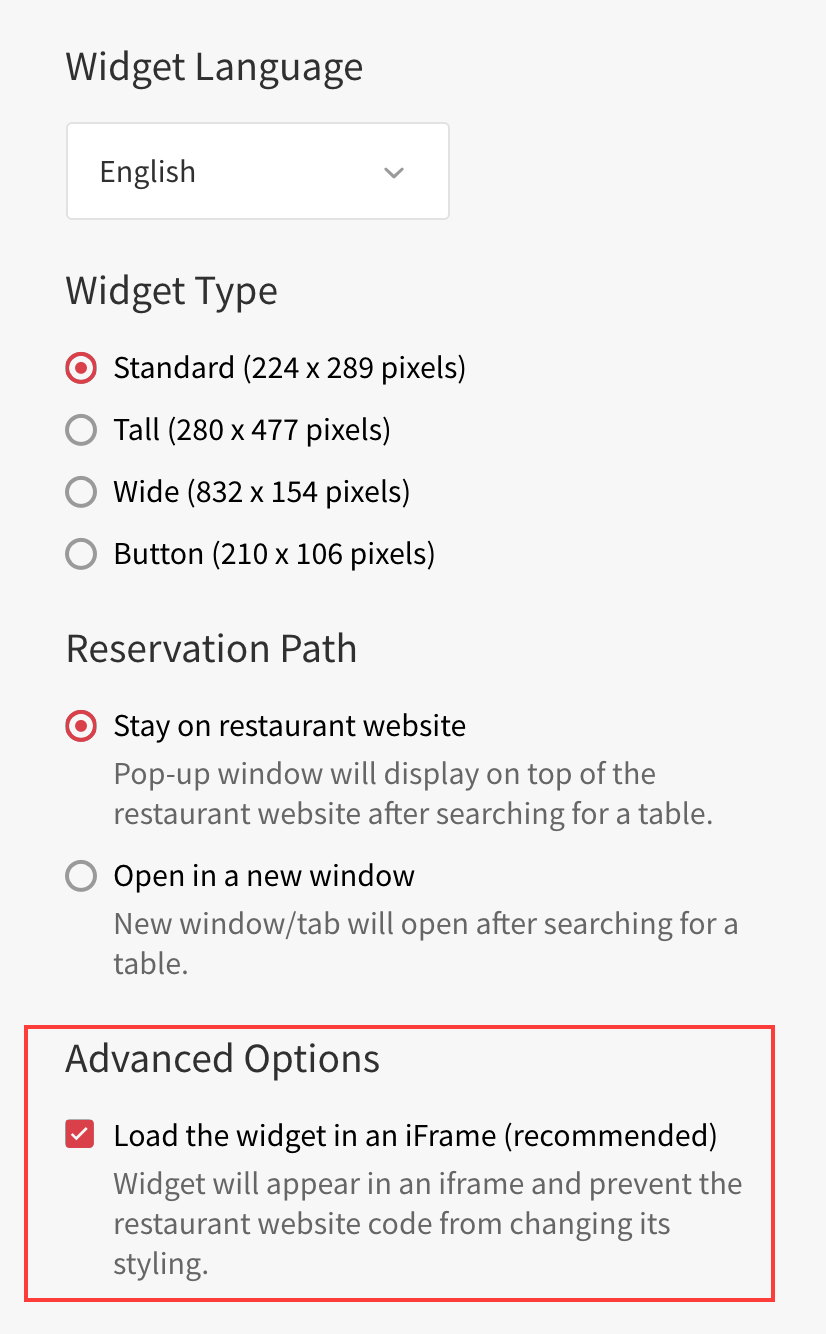 Widget Language
English
Widget Type
Standard (224 x 289 pixels)
Tall (280 x 477 pixels)
Wide (832 x 154 pixels)
Button (210 x 106 pixels)
Reservation Path
Stay on restaurant website
Pop-up window will display on top of the
restaurant website after searching for a table.
Open in a new window
New window/tab will open after searching for a
table.
Advanced Options
Load the widget in an iFrame (recommended)
Widget will appear in an iframe and prevent the
restaurant website code from changing its
styling.